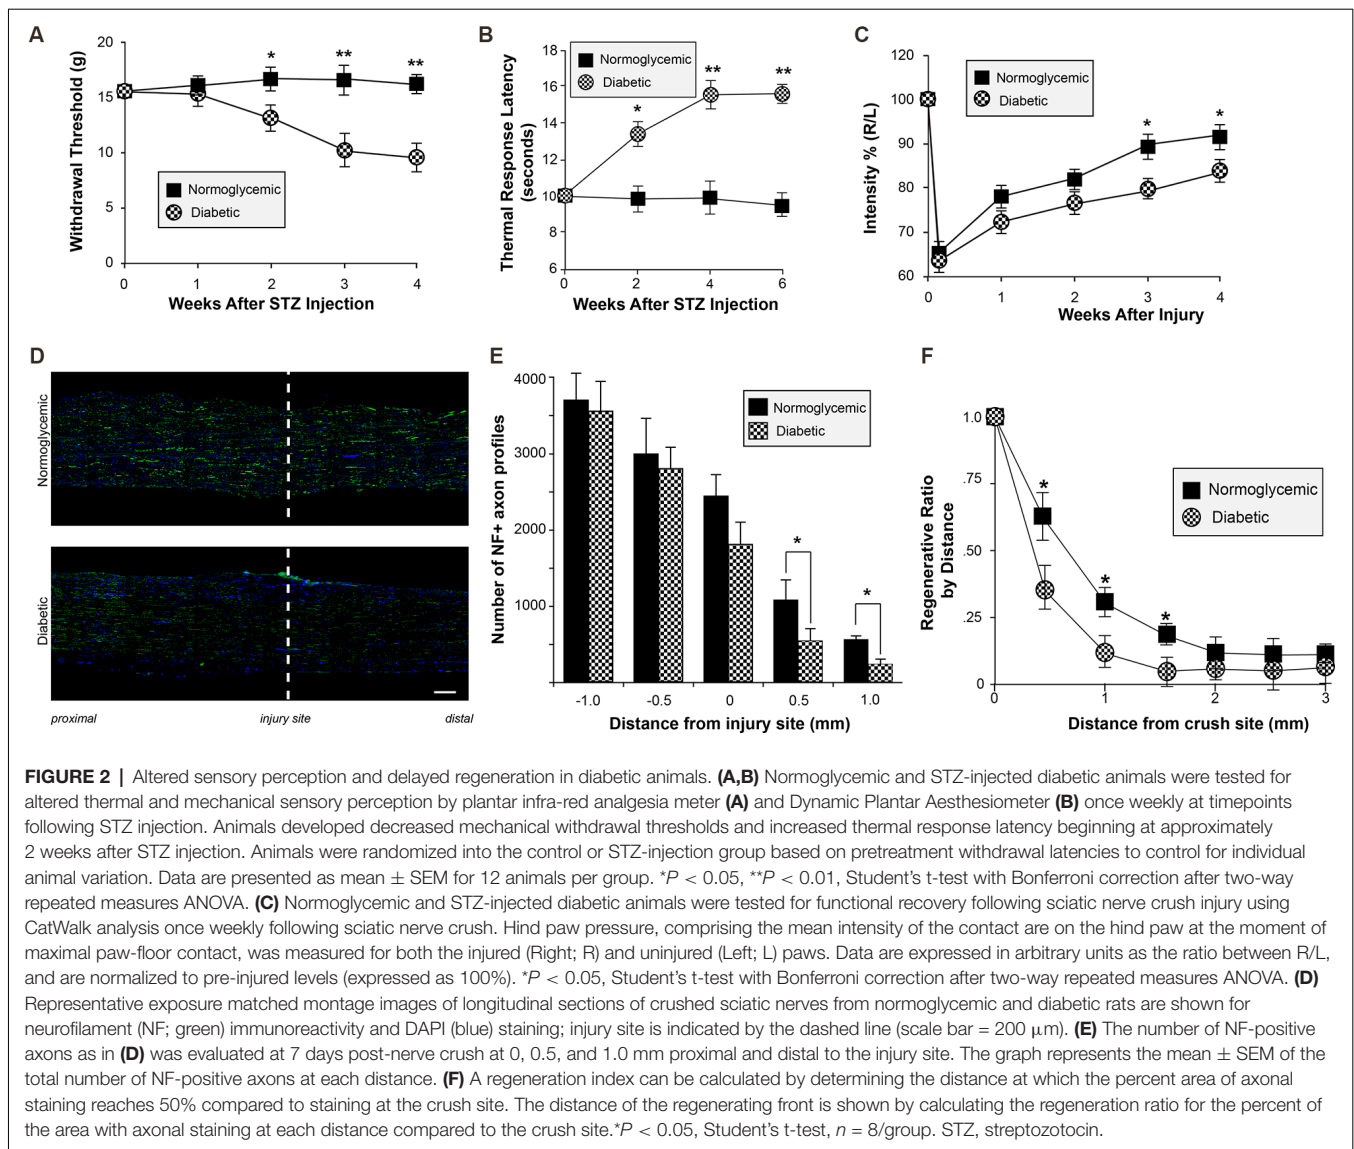 A
Withdrawal Threshold (g)
20
15
10
5
0
*
**
**
Normoglycemic
Diabetic
0 1 2 3 4
Weeks After STZ Injection
B
Thermal Response Latency
(seconds)
18
16
14
12
10
8
6
Normoglycemic
Diabetic
*
**
**
0 2 4 6
Weeks After STZ Injection
C
Intensity % (R/L)
120
100
90
80
70
60
Normoglycemic
Diabetic
*
*
0 1 2 3 4
Weeks After Injury
D
Normoglycemic
Diabetic
proximal injury site distal
E
Number of NF+ axon profiles
4000
3000
2000
1000
Normoglycemic
Diabetic
*
*
-1.0 -0.5 0 0.5 1.0
Distance from injury site (mm)
F
Regenerative Ratio
by Distance
1.0
.75
.50
.25
0
*
*
*
Normoglycemic
Diabetic
0 1 2 3
Distance from crush site (mm)
FIGURE 2 | Altered sensory perception and delayed regeneration in diabetic animals. (A,B) Normoglycemic and STZ-injected diabetic animals were tested for
altered thermal and mechanical sensory perception by plantar infra-red analgesia meter (A) and Dynamic Plantar Aesthesiometer (B) once weekly at timepoints
following STZ injection. Animals developed decreased mechanical withdrawal thresholds and increased thermal response latency beginning at approximately
2 weeks after STZ injection. Animals were randomized into the control or STZ-injection group based on pretreatment withdrawal latencies to control for individual
animal variation. Data are presented as mean ± SEM for 12 animals per group. *P < 0.05, **P < 0.01, Student's t-test with Bonferroni correction after two-way
repeated measures ANOVA. (C) Normoglycemic and STZ-injected diabetic animals were tested for functional recovery following sciatic nerve crush injury using
CatWalk analysis once weekly following sciatic nerve crush. Hind paw pressure, comprising the mean intensity of the contact are on the hind paw at the moment of
maximal paw-floor contact, was measured for both the injured (Right; R) and uninjured (Left; L) paws. Data are expressed in arbitrary units as the ratio between R/L,
and are normalized to pre-injured levels (expressed as 100%). *P < 0.05, Student's t-test with Bonferroni correction after two-way repeated measures ANOVA. (D)
Representative exposure matched montage images of longitudinal sections of crushed sciatic nerves from normoglycemic and diabetic rats are shown for
neurofilament (NF; green) immunoreactivity and DAPI (blue) staining; injury site is indicated by the dashed line (scale bar = 200 μm). (E) The number of NF-positive
axons as in (D) was evaluated at 7 days post-nerve crush at 0, 0.5, and 1.0 mm proximal and distal to the injury site. The graph represents the mean ± SEM of the
total number of NF-positive axons at each distance. (F) A regeneration index can be calculated by determining the distance at which the percent area of axonal
staining reaches 50% compared to staining at the crush site. The distance of the regenerating front is shown by calculating the regeneration ratio for the percent of
the area with axonal staining at each distance compared to the crush site.*P < 0.05, Student's t-test, n = 8/group. STZ, streptozotocin.